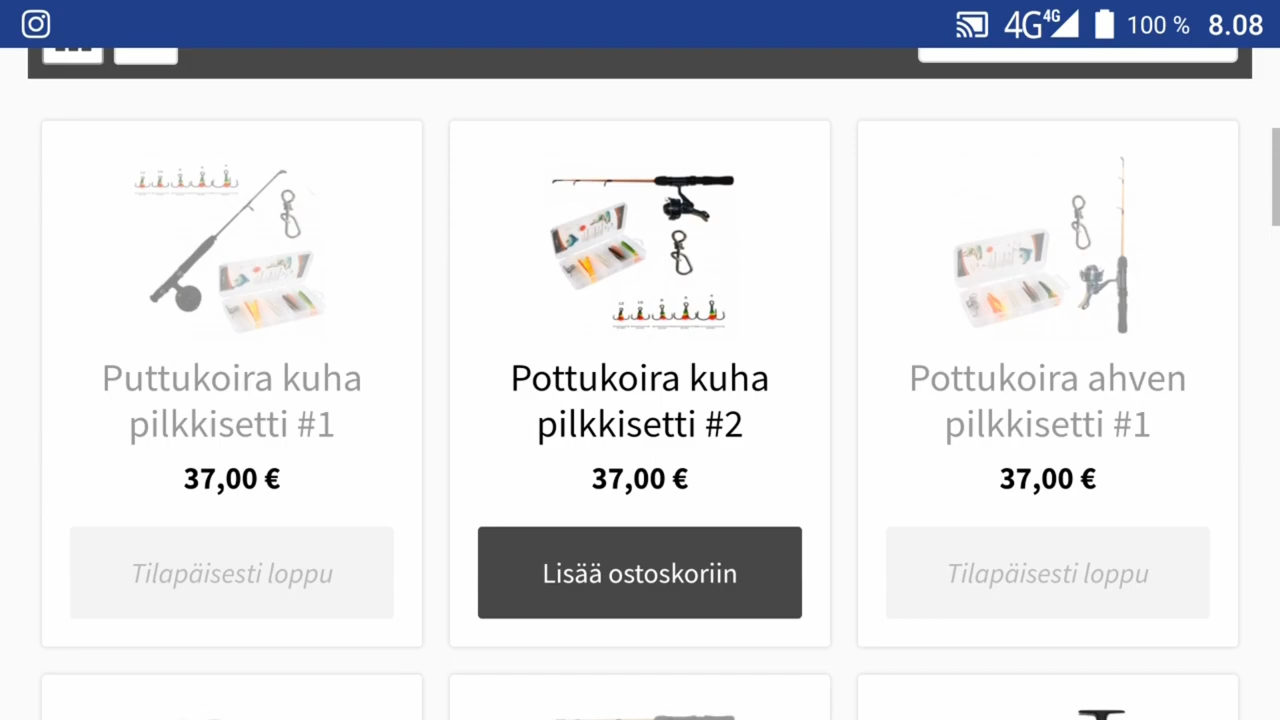 4G 4G 100 % 8.08
Puttukoira kuha
pilkkisetti #1
37,00 €
Tilapäisesti loppu
Pottukoira kuha
pilkkisetti #2
37,00 €
Lisää ostoskoriin
Pottukoira ahven
pilkkisetti #1
37,00 €
Tilapäisesti loppu